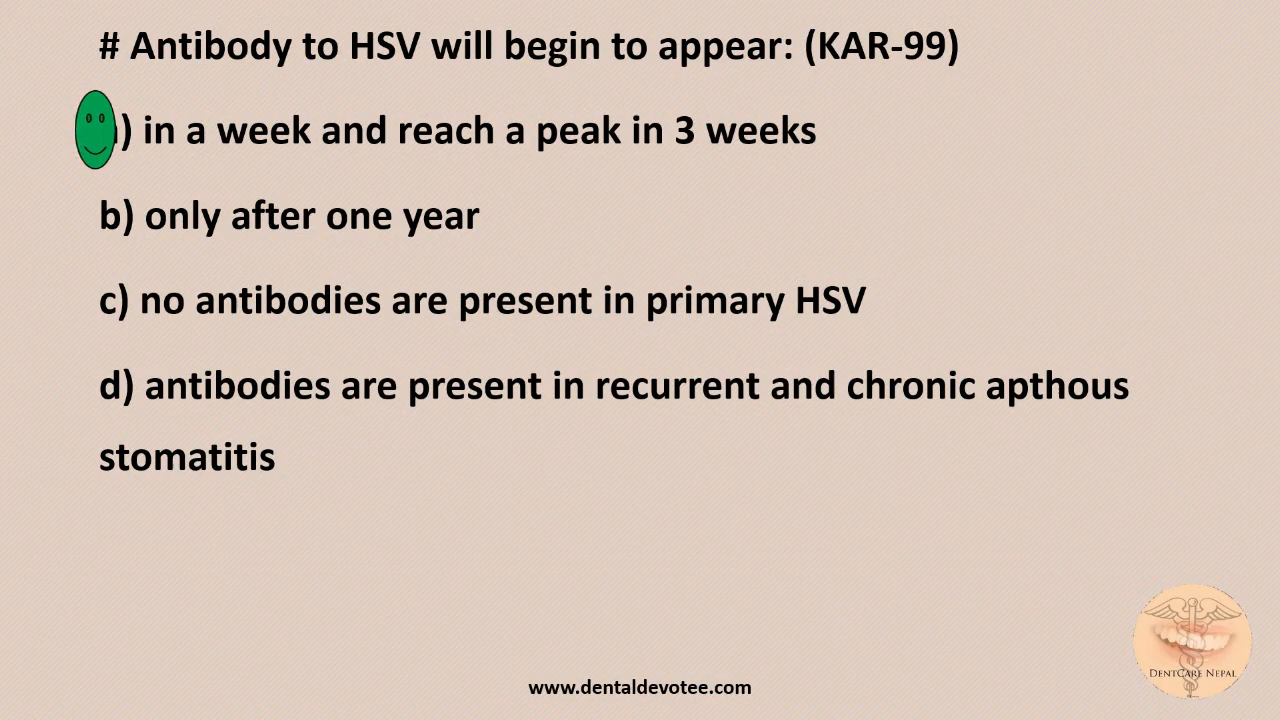 # Antibody to HSV will begin to appear: (KAR-99)
) in a week and reach a peak in 3 weeks
b) only after one year
c) no antibodies are present in primary HSV
d) antibodies are present in recurrent and chronic apthous
stomatitis
DENTCARE NEPAL
www.dentaldevotee.com